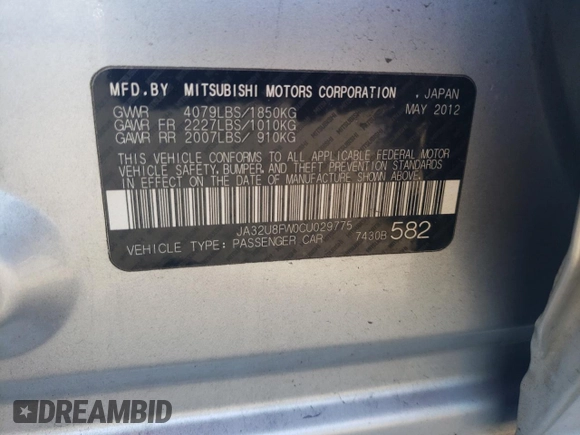 MFD.BY MITSUBISHI MOTORS CORPORATION . JAPAN
GVWR 4079LBS/1850KG MAY 2012
GAWR FR 2227LBS/1010KG
GAWR RR 2007LBS/ 910KG
THIS VEHICLE CONFORMS TO ALL APPLICABLE FEDERAL MOTOR
VEHICLE SAFETY,BUMPER,AND THEFT PREVENTION STANDARDS
IN EFFECT ON THE DATE OF MANUFACTURE SHOWN ABOVE.
JA32U8FW0CU029775
VEHICLE TYPE: PASSENGER CAR 7430B 582
DREAMBID